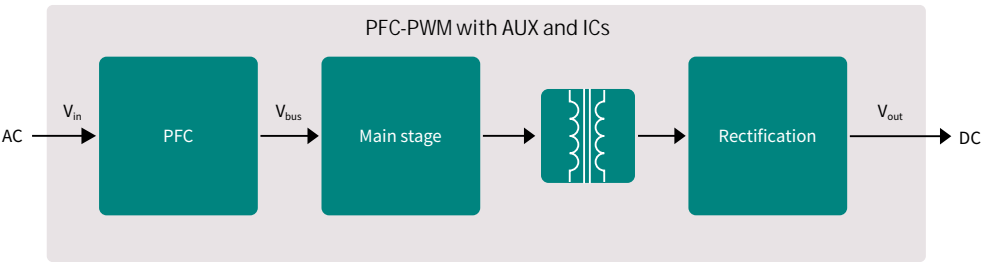 PFC-PWM with AUX and ICs
AC
Vin
PFC
Vbus
Main stage
Rectification
Vout
DC